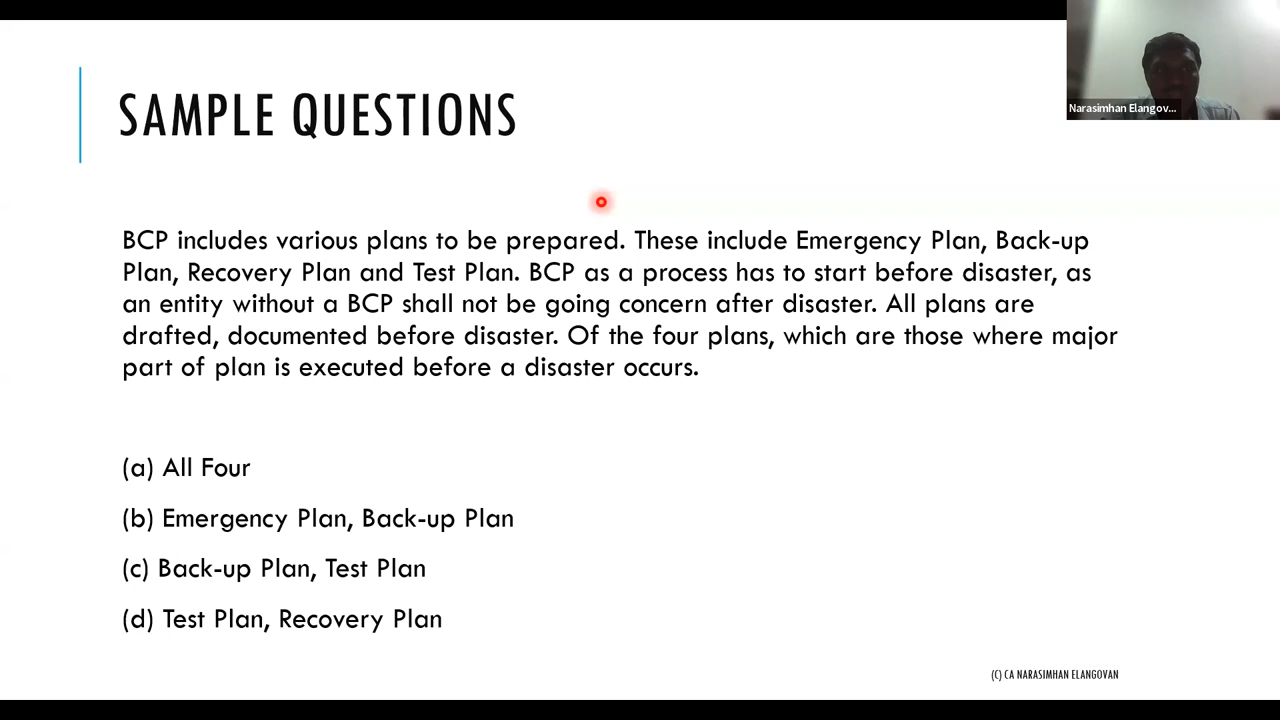 SAMPLE QUESTIONS
Narasimhan Elangov...
BCP includes various plans to be prepared. These include Emergency Plan, Back-up
Plan, Recovery Plan and Test Plan. BCP as a process has to start before disaster, as
an entity without a BCP shall not be going concern after disaster. All plans are
drafted, documented before disaster. Of the four plans, which are those where major
part of plan is executed before a disaster occurs.
(a) All Four
(b) Emergency Plan, Back-up Plan
(c) Back-up Plan, Test Plan
(d) Test Plan, Recovery Plan
(C) CA NARASIMHAN ELANGOVAN